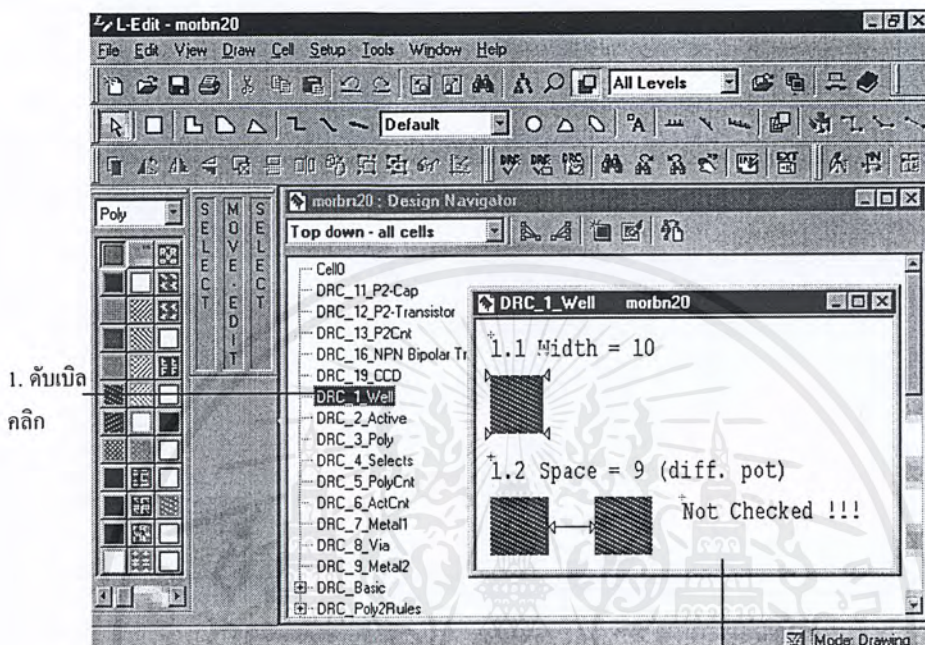 L-Edit - morbn20
File Edit View Draw Cell Setup Tools Window Help
All Levels
Default
Poly
SELECT
MOVE-EDIT
SELECT
morbn20 : Design Navigator
Top down - all cells
Cell0
DRC_11_P2-Cap
DRC_12_P2-Transistor
DRC_13_P2Cnt
DRC_16_NPN Bipolar Tr
DRC_19_CCD
DRC_1_Well
DRC_2_Active
DRC_3_Poly
DRC_4_Selects
DRC_5_PolyCnt
DRC_6_ActCnt
DRC_7_Metal1
DRC_8_Via
DRC_9_Metal2
DRC_Basic
DRC_Poly2Rules
DRC_1_Well morbn20
1.1 Width = 10
1.2 Space = 9 (diff. pot)
Not Checked !!!
1. ดับเบิล
คลิก
Mode: Drawing